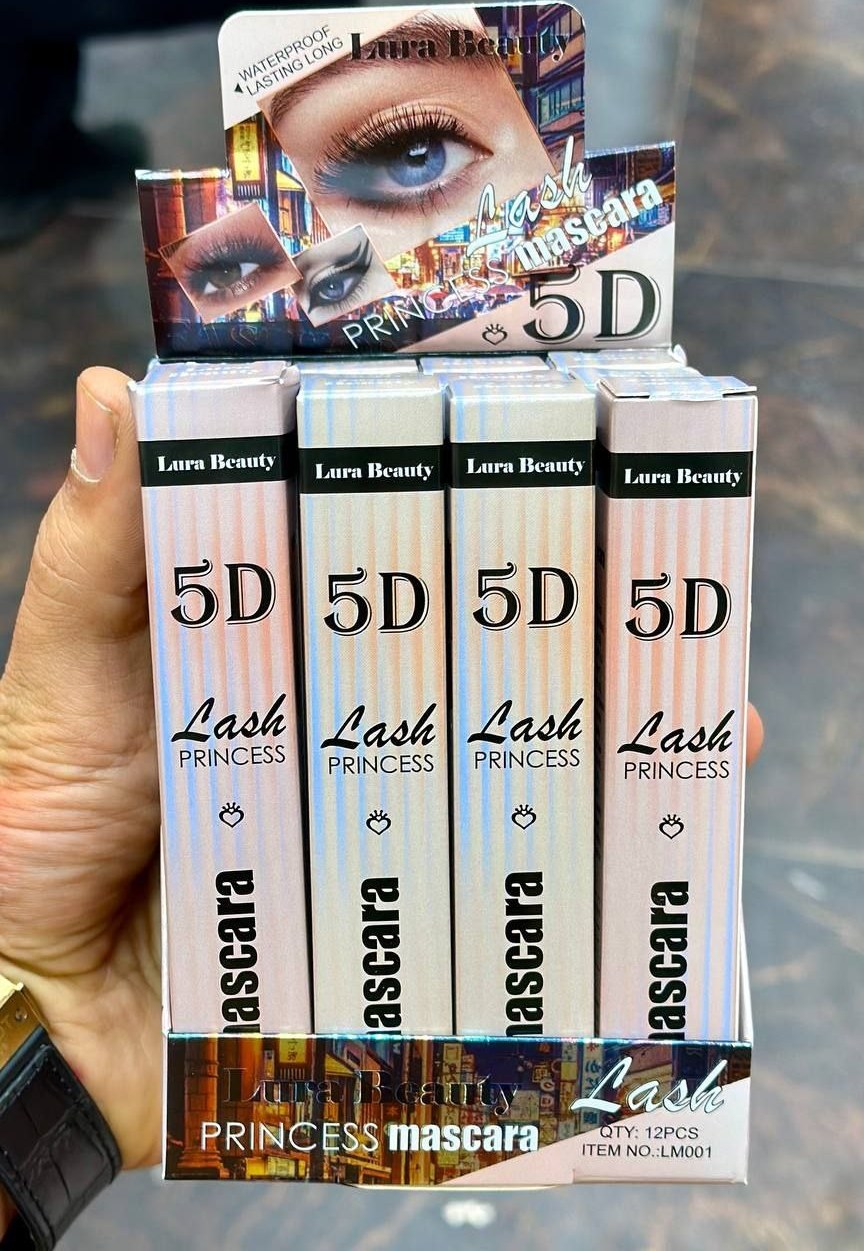 WATERPROOF
LASTING LONG
Lura Beauty
Lash
PRINCESS mascara
5D
Lura Beauty
5D
Lash
PRINCESS
mascara
Lura Beauty
5D
Lash
PRINCESS
mascara
Lura Beauty
5D
Lash
PRINCESS
mascara
Lura Beauty
5D
Lash
PRINCESS
mascara
Lura Beauty
Lash
PRINCESS mascara
QTY: 12PCS
ITEM NO.:LM001